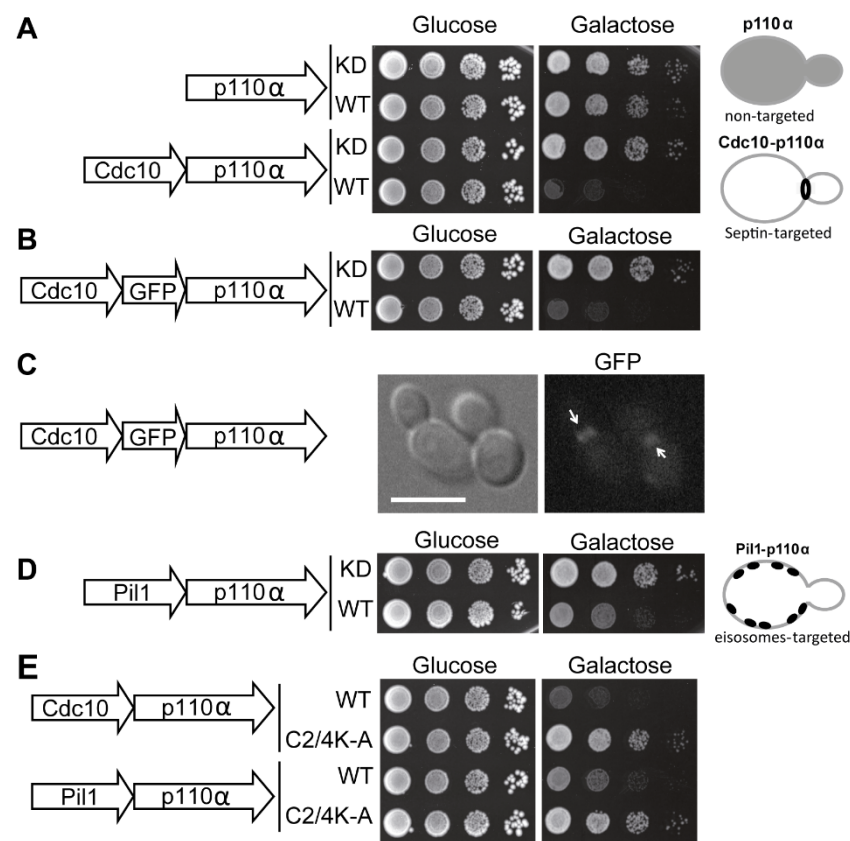 A
Glucose
Galactose
p110α
p110α
KD
WT
non-targeted
Cdc10
p110α
KD
WT
Cdc10-p110α
Septin-targeted
B
Glucose
Galactose
Cdc10
GFP
p110α
KD
WT
C
GFP
Cdc10
GFP
p110α
D
Glucose
Galactose
Pil1
p110α
KD
WT
Pil1-p110α
eisosomes-targeted
E
Glucose
Galactose
Cdc10
p110α
WT
C2/4K-A
Pil1
p110α
WT
C2/4K-A